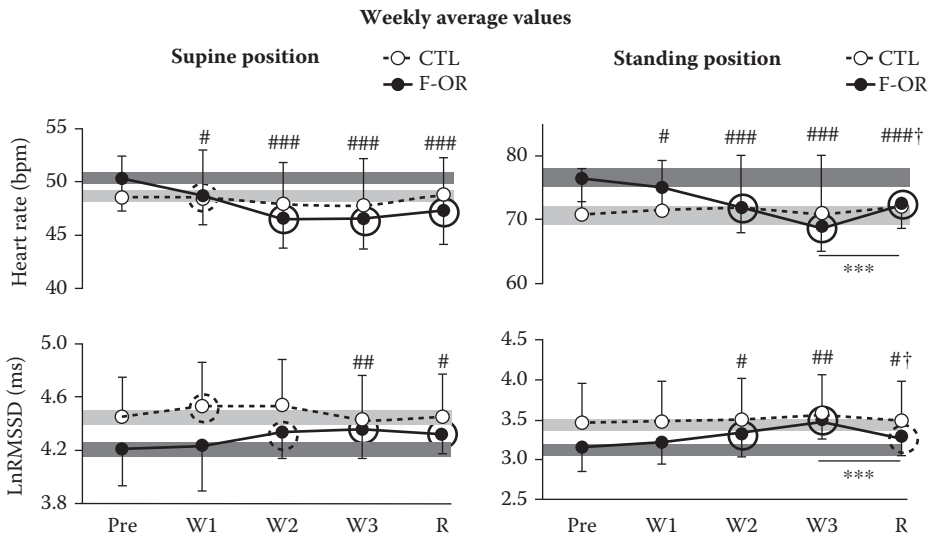 Weekly average values
Supine position
CTL
F-OR
Standing position
CTL
F-OR
Heart rate (bpm)
55
50
45
40
#
###
###
###
80
70
60
#
###
###
###†
***
LnRMSSD (ms)
5.0
4.6
4.2
3.8
##
#
Pre W1 W2 W3 R
4.5
4.0
3.5
3.0
2.5
#
##
#†
***
Pre W1 W2 W3 R